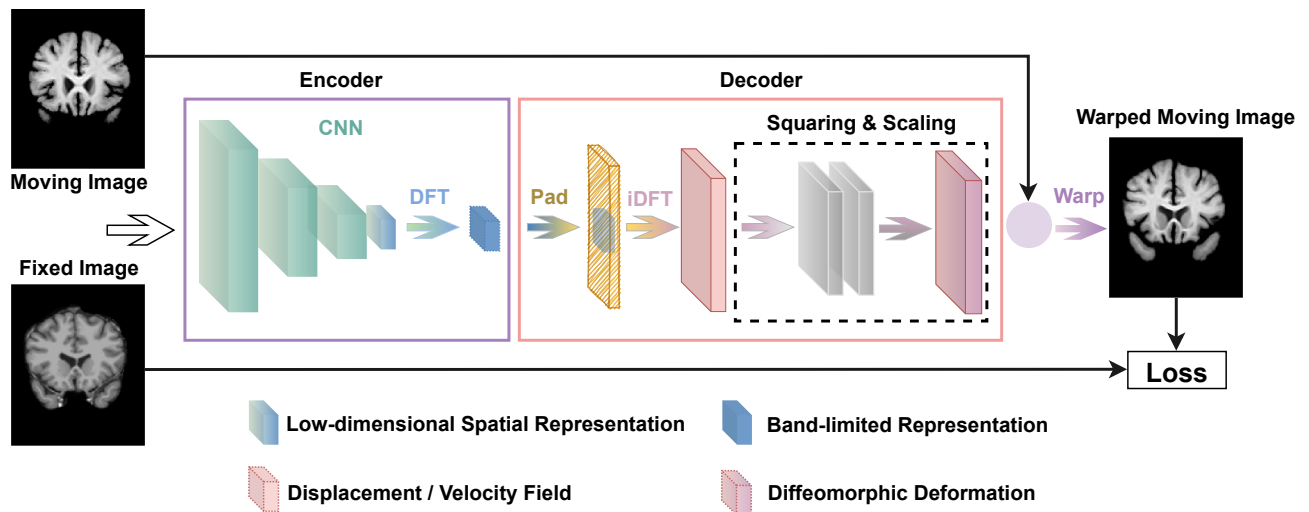 Encoder
Decoder
CNN
Squaring & Scaling
Warped Moving Image
Moving Image
DFT
Pad
iDFT
Warp
Fixed Image
Loss
Low-dimensional Spatial Representation
Band-limited Representation
Displacement / Velocity Field
Diffeomorphic Deformation